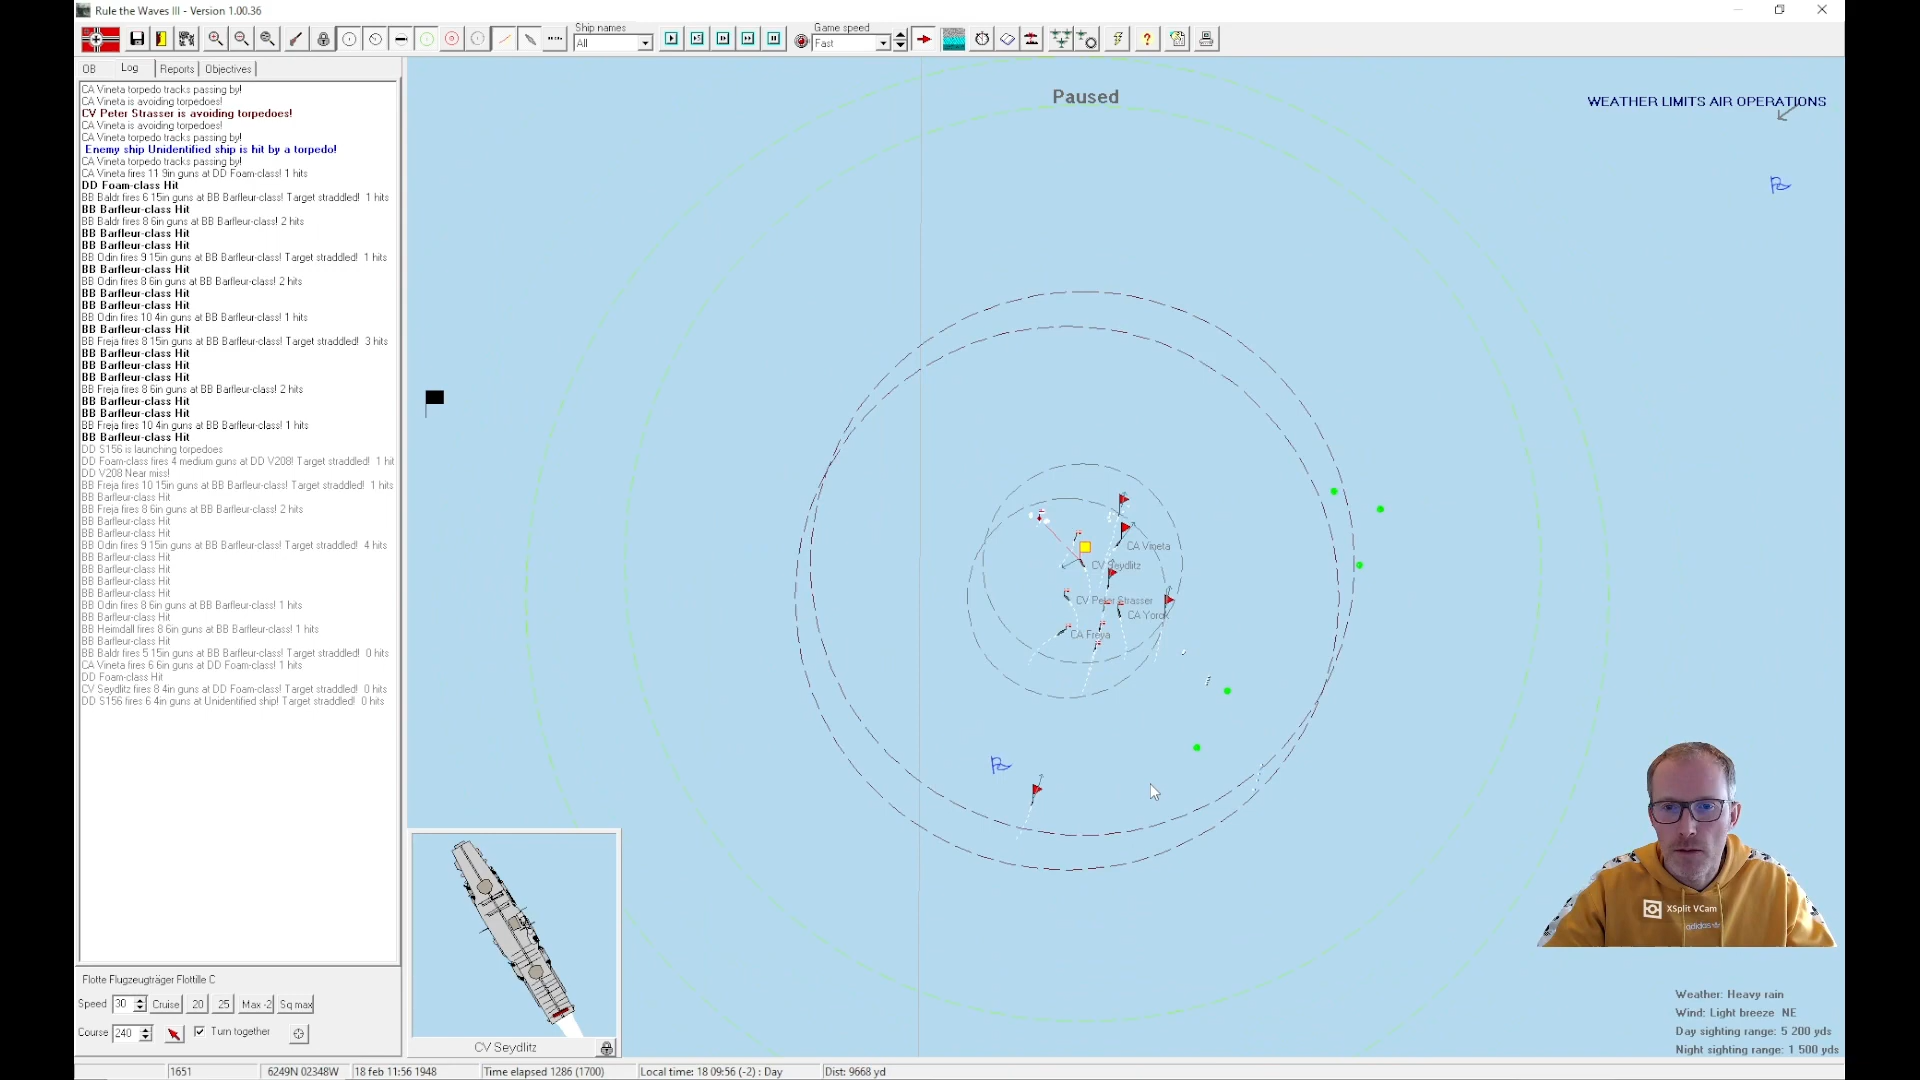 Rule the Waves III - Version 1.00.36
Ship names
All
Game speed
Fast
OB
Log
Reports
Objectives
CA Vineta torpedo tracks passing by!
CA Vineta is avoiding torpedoes!
CV Peter Strasser is avoiding torpedoes!
CA Vineta is avoiding torpedoes!
CA Vineta torpedo tracks passing by!
Enemy ship Unidentified ship is hit by a torpedo!
CA Vineta torpedo tracks passing by!
CA Vineta fires 11 9in guns at DD Foam-class! 1 hits
DD Foam-class Hit
BB Baldr fires 6 15in guns at BB Barfleur-class! Target straddled! 1 hits
BB Barfleur-class Hit
BB Baldr fires 8 6in guns at BB Barfleur-class! 2 hits
BB Barfleur-class Hit
BB Barfleur-class Hit
BB Odin fires 9 15in guns at BB Barfleur-class! Target straddled! 1 hits
BB Barfleur-class Hit
BB Odin fires 8 6in guns at BB Barfleur-class! 2 hits
BB Barfleur-class Hit
BB Barfleur-class Hit
BB Odin fires 10 4in guns at BB Barfleur-class! 1 hits
BB Barfleur-class Hit
BB Freja fires 8 15in guns at BB Barfleur-class! Target straddled! 3 hits
BB Barfleur-class Hit
BB Barfleur-class Hit
BB Barfleur-class Hit
BB Freja fires 8 6in guns at BB Barfleur-class! 2 hits
BB Barfleur-class Hit
BB Barfleur-class Hit
BB Freja fires 10 4in guns at BB Barfleur-class! 1 hits
BB Barfleur-class Hit
DD S156 is launching torpedoes
DD Foam-class fires 4 medium guns at DD V208! Target straddled! 1 hit
DD V208 Near miss!
BB Freja fires 10 15in guns at BB Barfleur-class! Target straddled! 1 hits
BB Barfleur-class Hit
BB Freja fires 8 6in guns at BB Barfleur-class! 2 hits
BB Barfleur-class Hit
BB Barfleur-class Hit
BB Odin fires 9 15in guns at BB Barfleur-class! Target straddled! 4 hits
BB Barfleur-class Hit
BB Barfleur-class Hit
BB Barfleur-class Hit
BB Barfleur-class Hit
BB Odin fires 8 6in guns at BB Barfleur-class! 1 hits
BB Barfleur-class Hit
BB Heimdall fires 8 6in guns at BB Barfleur-class! 1 hits
BB Barfleur-class Hit
BB Baldr fires 5 15in guns at BB Barfleur-class! Target straddled! 0 hits
CA Vineta fires 6 6in guns at DD Foam-class! 1 hits
DD Foam-class Hit
CV Seydlitz fires 8 4in guns at DD Foam-class! Target straddled! 0 hits
DD S156 fires 6 4in guns at Unidentified ship! Target straddled! 0 hits
Paused
WEATHER LIMITS AIR OPERATIONS
CA Vineta
CV Seydlitz
CV Peter Strasser
CA Yorck
CA Freya
XSplit VCam
adidas
Flotte Flugzeugträger Flottille C
Speed 30 Cruise 20 25 Max -2 Sq max
Course 240 Turn together
CV Seydlitz
Weather: Heavy rain
Wind: Light breeze NE
Day sighting range: 5 200 yds
Night sighting range: 1 500 yds
1651
6249N 02348W
18 feb 11:56 1948
Time elapsed 1286 (1700)
Local time: 18 09:56 (-2) : Day
Dist: 9668 yd